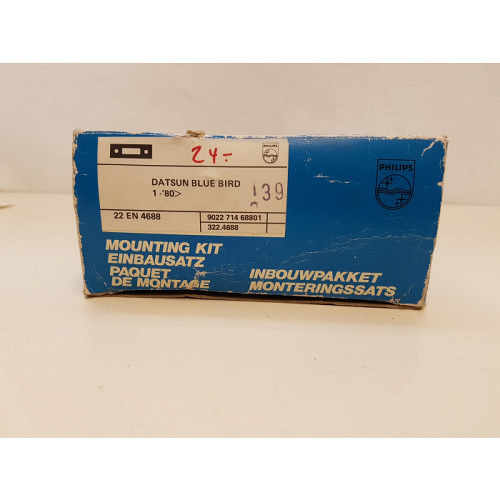 24.-
PHILIPS
DATSUN BLUE BIRD
1-'80>
39
22 EN 4688
9022 714 68801
322.4688
MOUNTING KIT
EINBAUSATZ
PAQUET
DE MONTAGE
PHILIPS
INBOUWPAKKET
MONTERINGSSATS